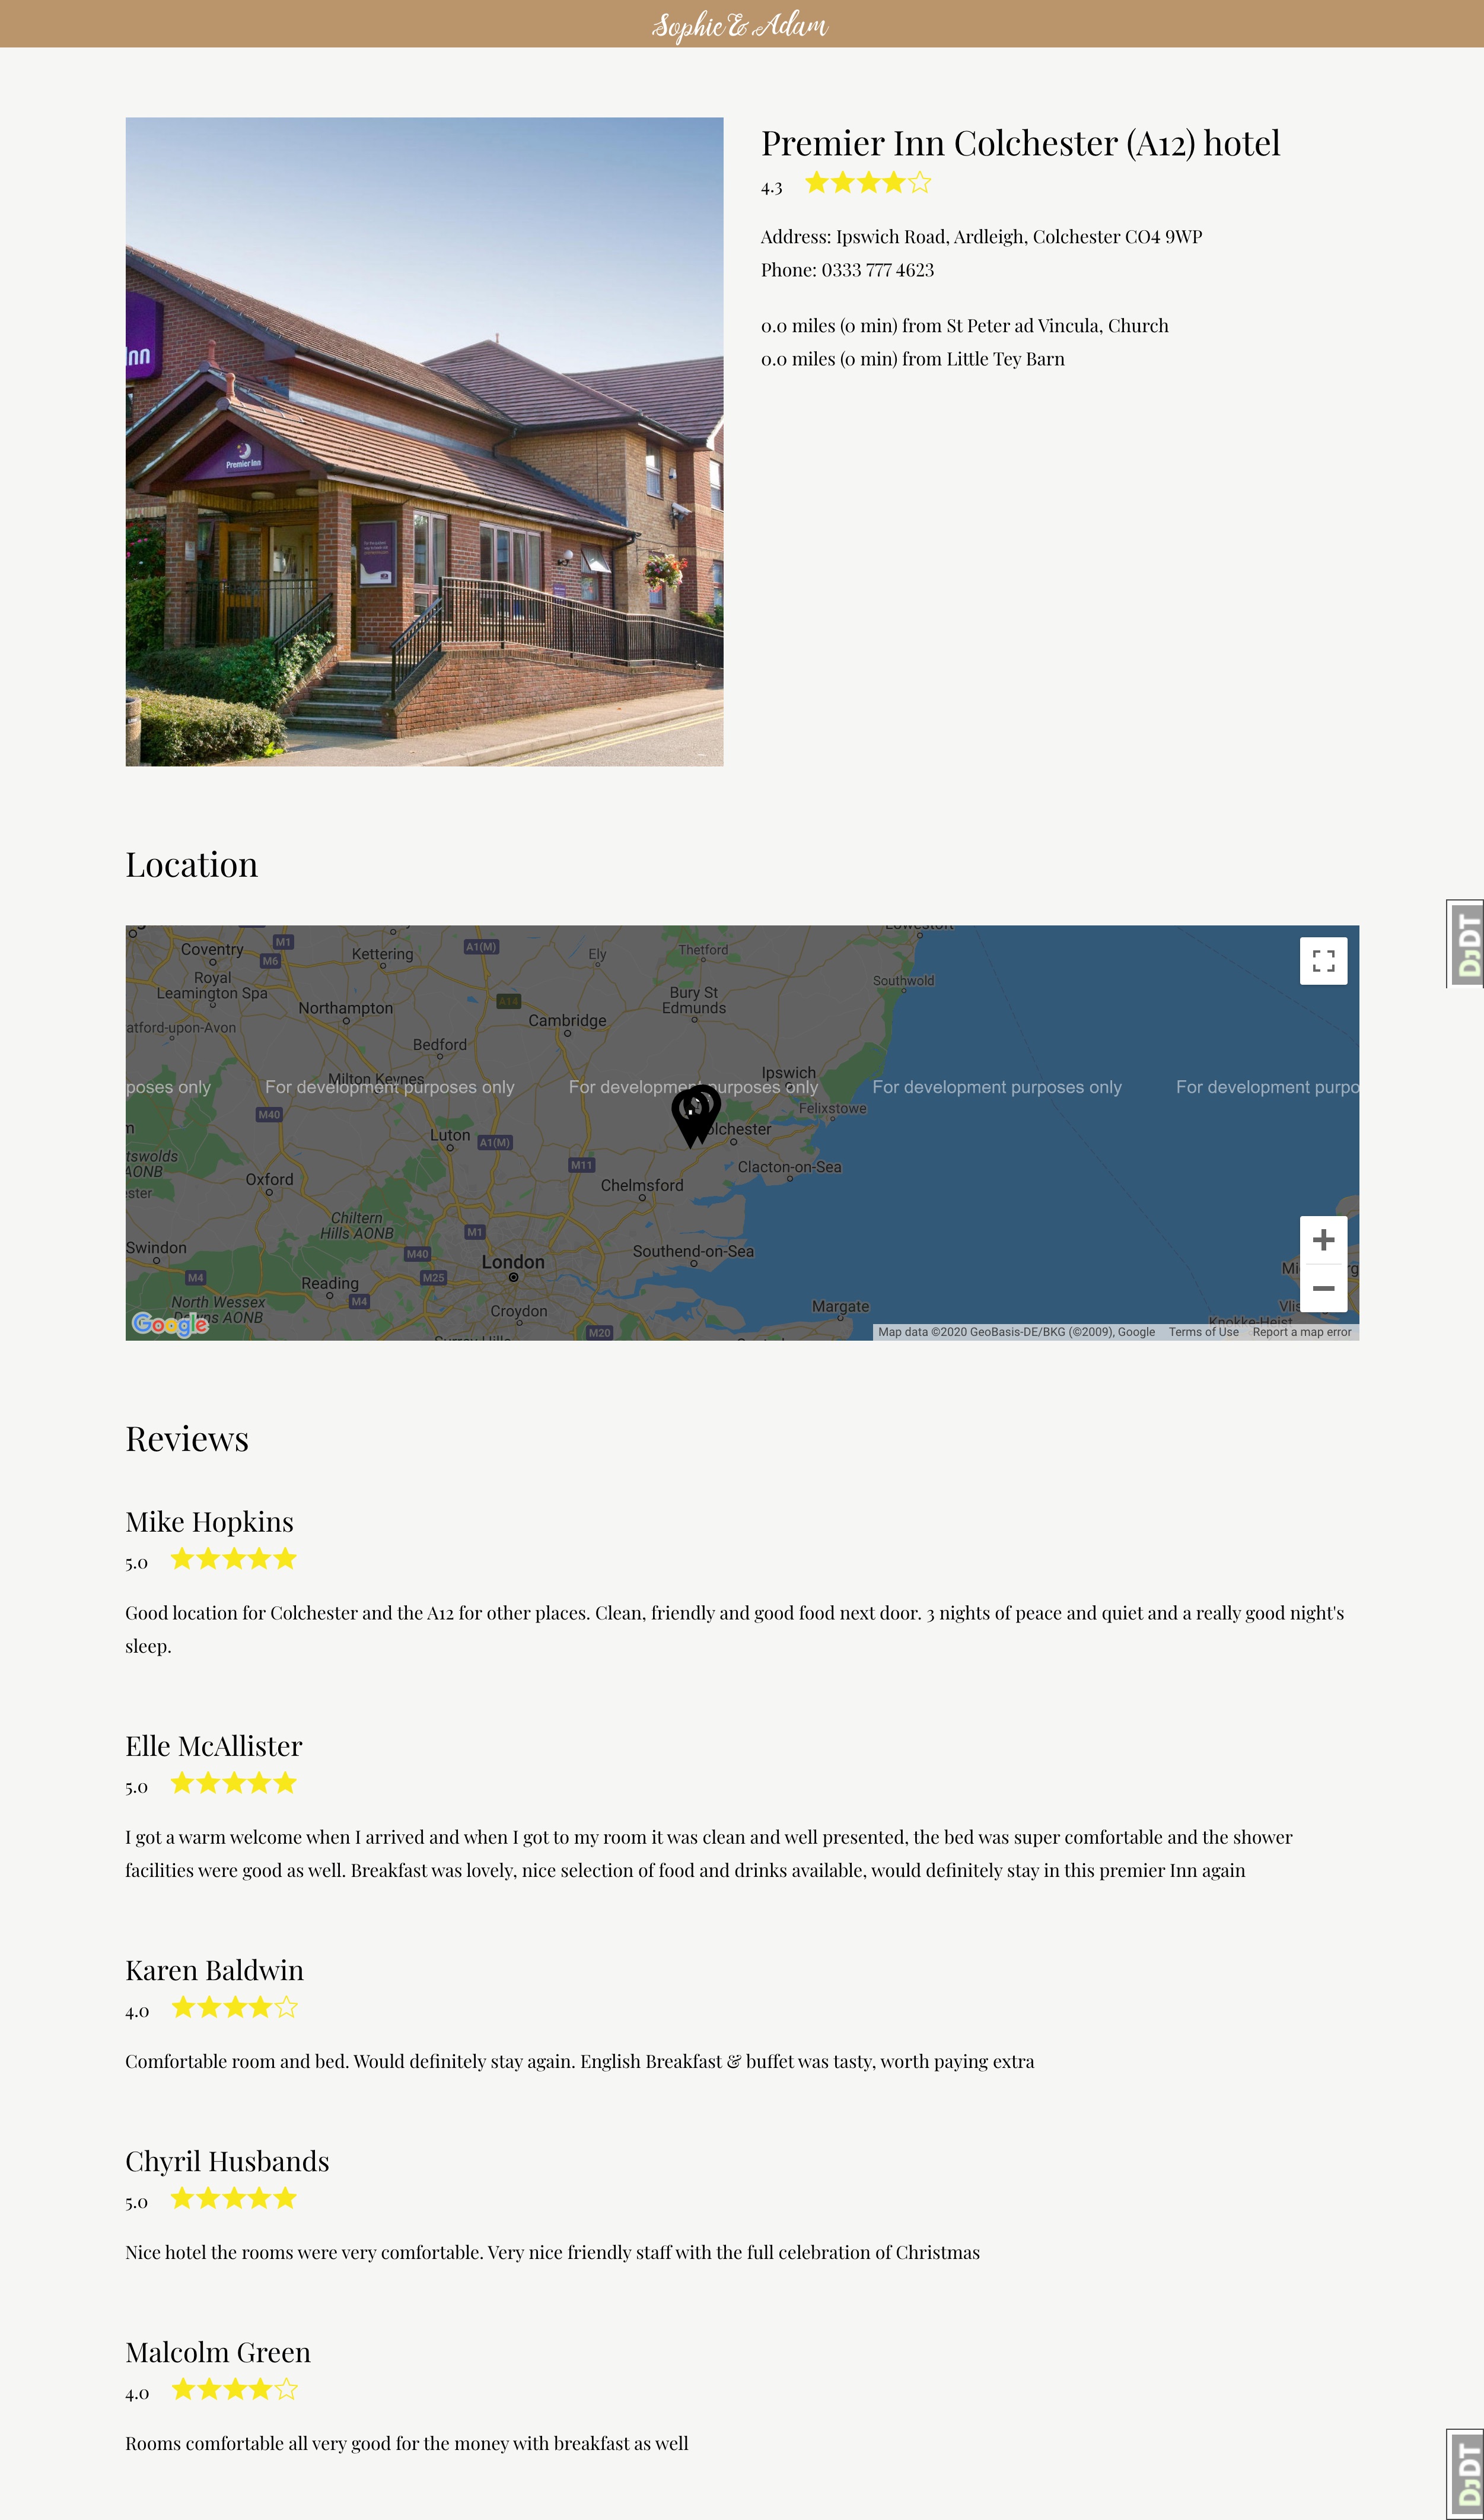 Sophie & Adam
Premier Inn Colchester (A12) hotel
4.3
Address: Ipswich Road, Ardleigh, Colchester CO4 9WP
Phone: 0333 777 4623
0.0 miles (0 min) from St Peter ad Vincula, Church
0.0 miles (0 min) from Little Tey Barn
inn
Premier Inn
Location
DJDT
Coventry
M1
M6
Kettering
A1(M)
Ely
Thetford
Lowestoft
Royal
Leamington Spa
Northampton
A14
Cambridge
Bury St
Edmunds
Southwold
atford-upon-Avon
Bedford
Milton Keynes
Ipswich
poses only
For development purposes only
For development purposes only
For development purposes only
For development purpo
M40
Felixstowe
m
Luton
A1(M)
olchester
tswolds
AONB
M11
Clacton-on-Sea
ester
Oxford
Chelmsford
Chiltern
Hills AONB
M1
Swindon
M40
London
Southend-on-Sea
M4
Reading
M25
North Wessex
Downs AONB
M4
Croydon
Margate
Surrey Hills
M20
Knokke-Heist
Google
Map data ©2020 GeoBasis-DE/BKG (©2009), Google Terms of Use Report a map error
Reviews
Mike Hopkins
5.0
Good location for Colchester and the A12 for other places. Clean, friendly and good food next door. 3 nights of peace and quiet and a really good night's
sleep.
Elle McAllister
5.0
I got a warm welcome when I arrived and when I got to my room it was clean and well presented, the bed was super comfortable and the shower
facilities were good as well. Breakfast was lovely, nice selection of food and drinks available, would definitely stay in this premier Inn again
Karen Baldwin
4.0
Comfortable room and bed. Would definitely stay again. English Breakfast & buffet was tasty, worth paying extra
Chyril Husbands
5.0
Nice hotel the rooms were very comfortable. Very nice friendly staff with the full celebration of Christmas
Malcolm Green
4.0
Rooms comfortable all very good for the money with breakfast as well
DJDT